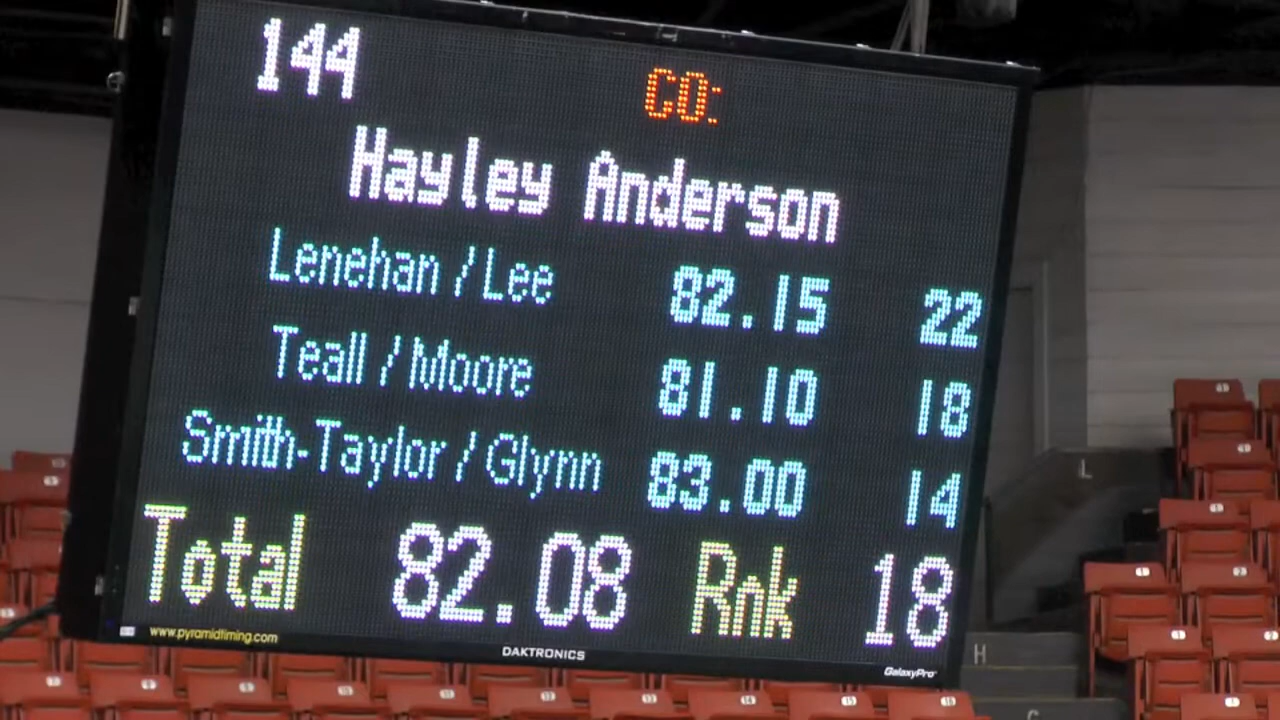 144 CO:
Hayley Anderson
Lenehan / Lee 82.15 22
Teall / Moore 81.10 18
Smith-Taylor / Glynn 83.00 14
Total 82.08 Rnk 18
www.pyramidtiming.com
DAKTRONICS
GalaxyPro
L
H